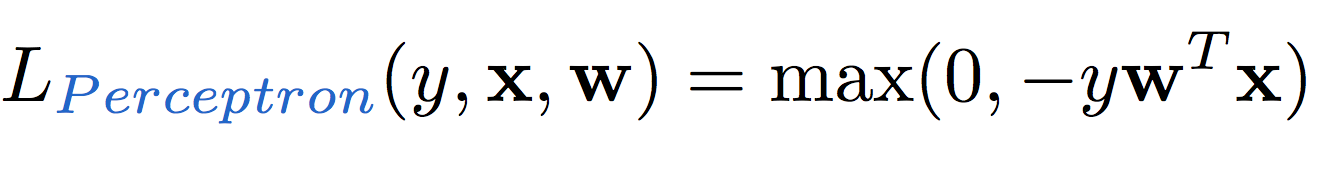 L_{Perceptron}(y, x, w) = max(0, −yw^T x)